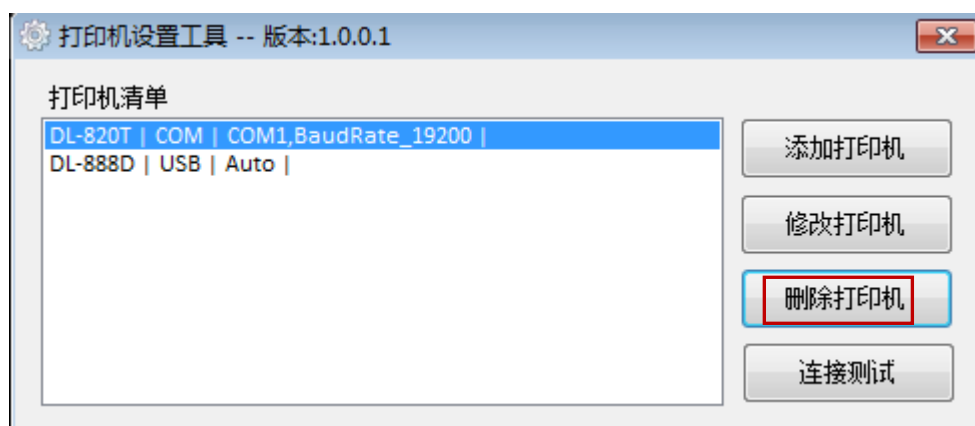 打印机设置工具 -- 版本:1.0.0.1
打印机清单
DL-820T | COM | COM1,BaudRate_19200 |
DL-888D | USB | Auto |
添加打印机
修改打印机
删除打印机
连接测试